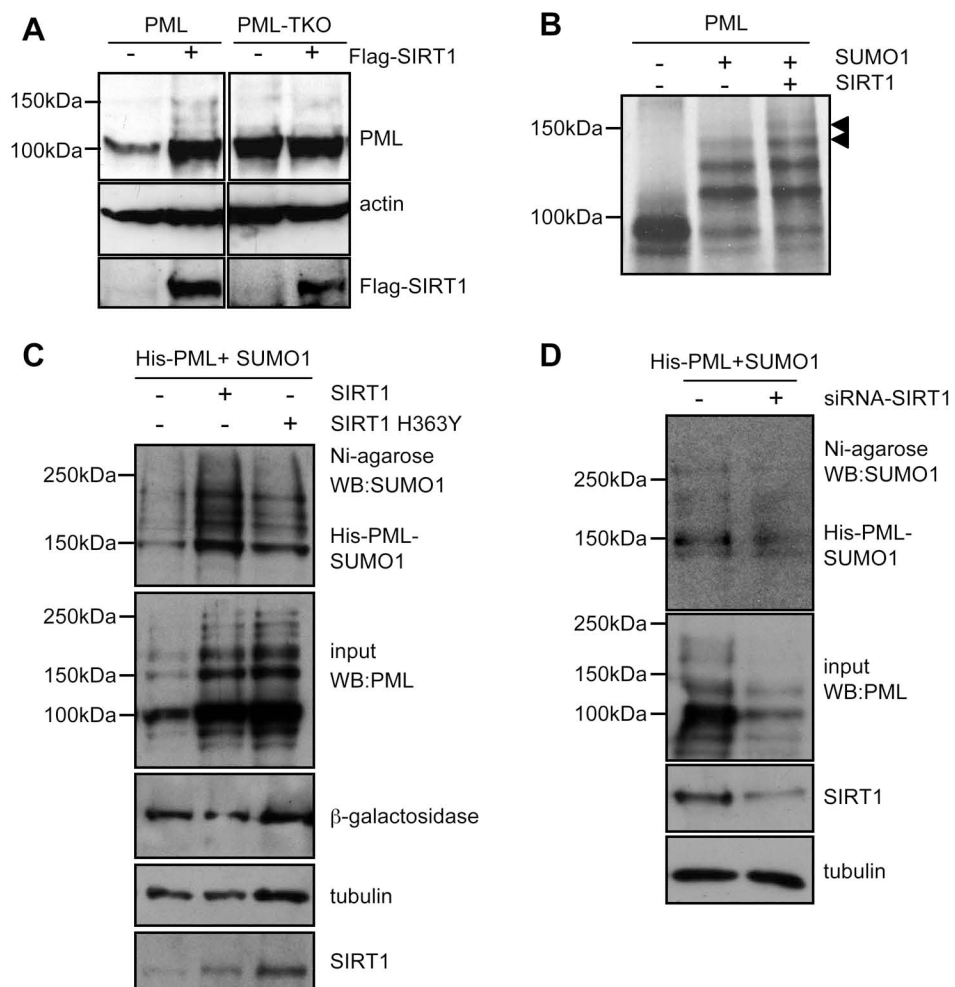 A
PML PML-TKO
- + - + Flag-SIRT1
150kDa
100kDa
PML
actin
Flag-SIRT1
B
PML
- + + SUMO1
- - + SIRT1
150kDa
100kDa
C
His-PML+ SUMO1
- + - SIRT1
- - + SIRT1 H363Y
250kDa
150kDa
Ni-agarose
WB:SUMO1
His-PML-
SUMO1
250kDa
150kDa
100kDa
input
WB:PML
β-galactosidase
tubulin
SIRT1
D
His-PML+SUMO1
- + siRNA-SIRT1
250kDa
150kDa
Ni-agarose
WB:SUMO1
His-PML-
SUMO1
250kDa
150kDa
100kDa
input
WB:PML
SIRT1
tubulin